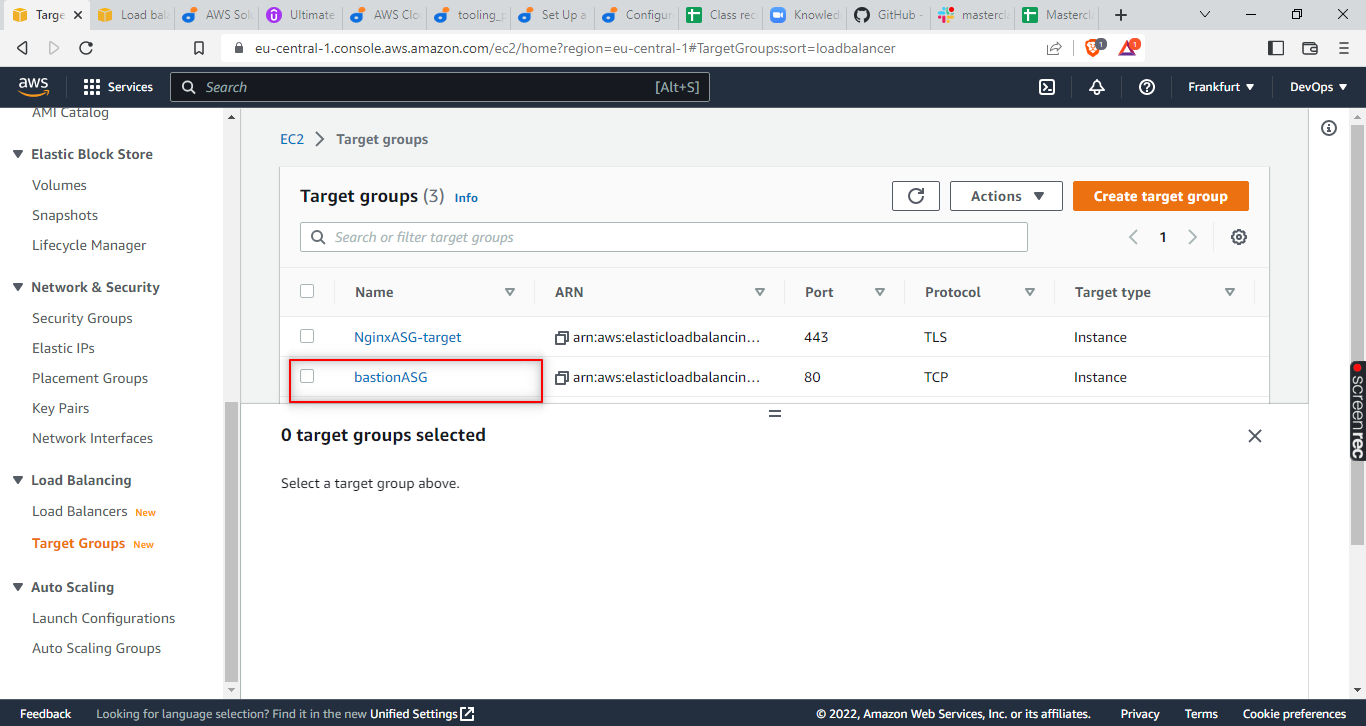 Targe
Load bala
AWS Solu
Ultimate
AWS Clo
tooling_p
Set Up a
Configur
Class rec
Knowled
GitHub -
mastercla
Mastercl
eu-central-1.console.aws.amazon.com/ec2/home?region=eu-central-1#TargetGroups:sort=loadbalancer
1
1
aws
Services
Search
[Alt+S]
Frankfurt
DevOps
AMI Catalog
Elastic Block Store
Volumes
Snapshots
Lifecycle Manager
Network & Security
Security Groups
Elastic IPs
Placement Groups
Key Pairs
Network Interfaces
Load Balancing
Load Balancers New
Target Groups New
Auto Scaling
Launch Configurations
Auto Scaling Groups
EC2 > Target groups
Target groups (3) Info
Actions
Create target group
Search or filter target groups
1
Name ARN Port Protocol Target type
NginxASG-target arn:aws:elasticloadbalancin... 443 TLS Instance
bastionASG arn:aws:elasticloadbalancin... 80 TCP Instance
0 target groups selected
Select a target group above.
screenrec
Feedback
Looking for language selection? Find it in the new Unified Settings
© 2022, Amazon Web Services, Inc. or its affiliates.
Privacy
Terms
Cookie preferences